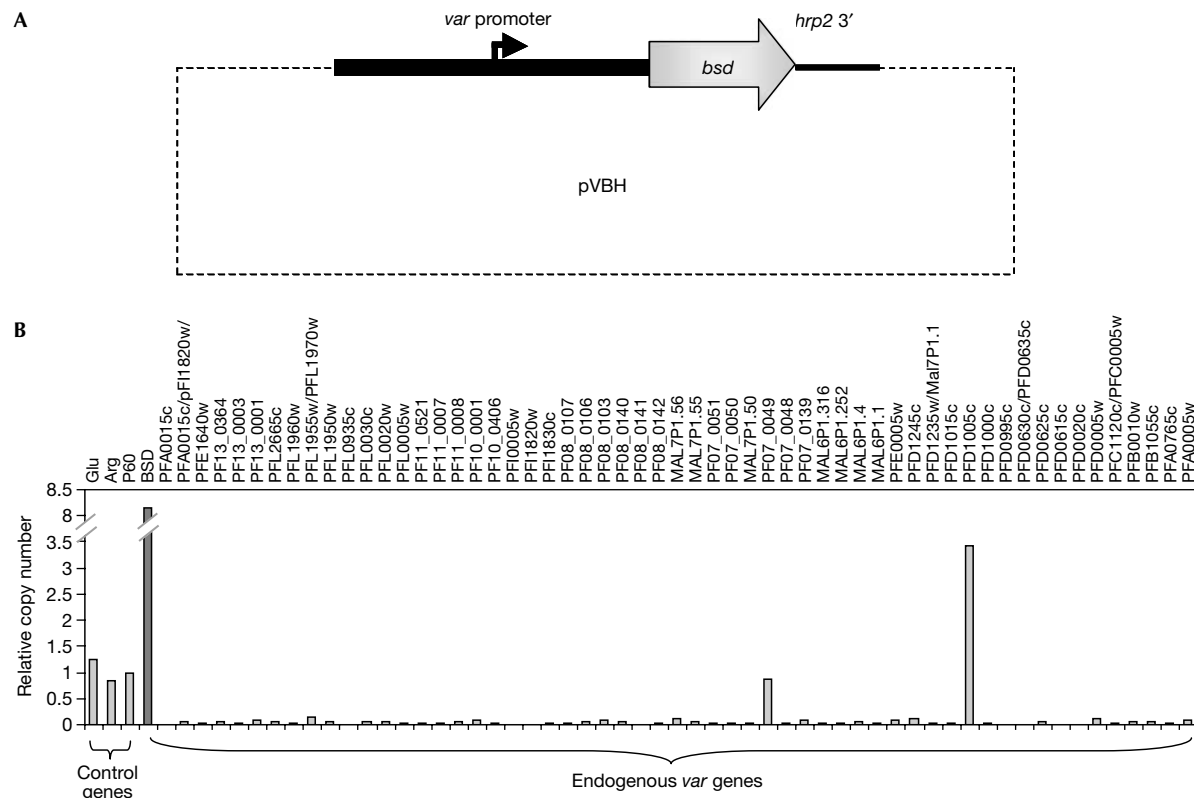 A
var promoter
hrp2 3′
bsd
pVBH
B
Glu
Arg
P60
BSD
PFA0015c
PFA0015c/pFI1820w/
PFE1640w
PF13_0364
PF13_0003
PF13_0001
PFL2665c
PFL1960w
PFL1955w/PFL1970w
PFL1950w
PFL0935c
PFL0030c
PFL0020w
PFL0005w
PF11_0521
PF11_0007
PF11_0008
PF10_0001
PF10_0406
PFI0005w
PFI1820w
PFI1830c
PF08_0107
PF08_0106
PF08_0103
PF08_0140
PF08_0141
PF08_0142
MAL7P1.56
MAL7P1.55
PF07_0051
PF07_0050
MAL7P1.50
PF07_0049
PF07_0048
PF07_0139
MAL6P1.316
MAL6P1.252
MAL6P1.4
MAL6P1.1
PFE0005w
PFD1245c
PFD1235w/Mal7P1.1
PFD1015c
PFD1005c
PFD1000c
PFD0995c
PFD0630c/PFD0635c
PFD0625c
PFD0615c
PFD0020c
PFD0005w
PFC1120c/PFC0005w
PFB0010w
PFB1055c
PFA0765c
PFA0005w
Relative copy number
8.5
8
3.5
3
2.5
2
1.5
1
0.5
0
Control
genes
Endogenous var genes